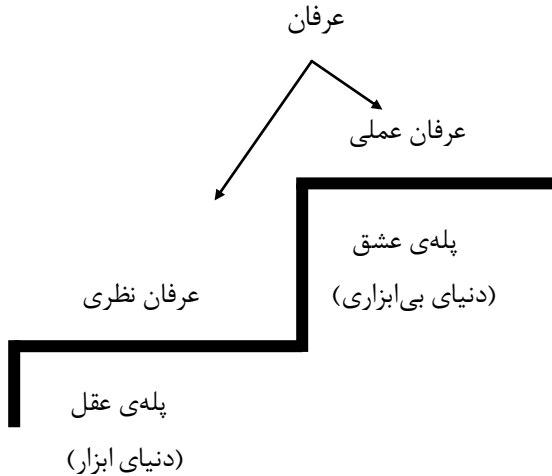 عرفان
عرفان عملی
پله‌ی عشق
(دنیای بی‌ابزاری)
عرفان نظری
پله‌ی عقل
(دنیای ابزار)